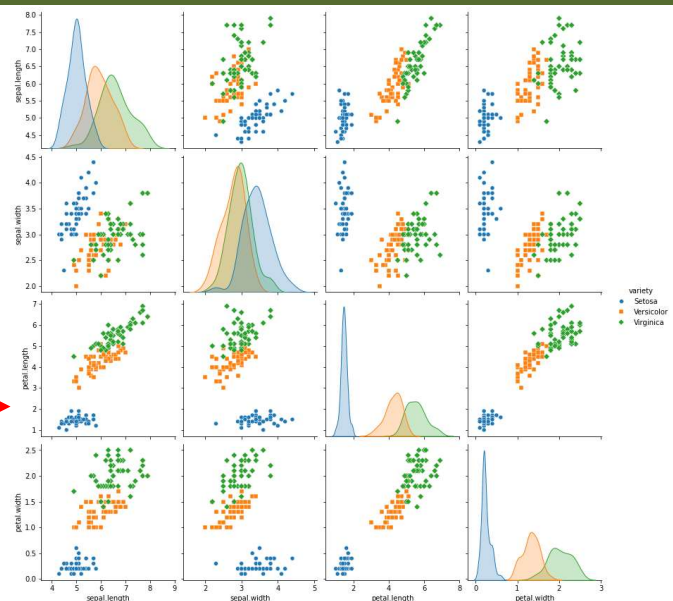 8.0
7.5
7.0
6.5
6.0
5.5
5.0
4.5
sepal.length
4.5
4.0
3.5
3.0
2.5
2.0
sepal.width
variety
Setosa
Versicolor
Virginica
7
6
5
4
3
2
1
petal.length
2.5
2.0
1.5
1.0
0.5
0.0
petal.width
4 5 6 7 8 9
sepal.length
2 3 4 5
sepal.width
2 4 6 8
petal.length
0 1 2 3
petal.width